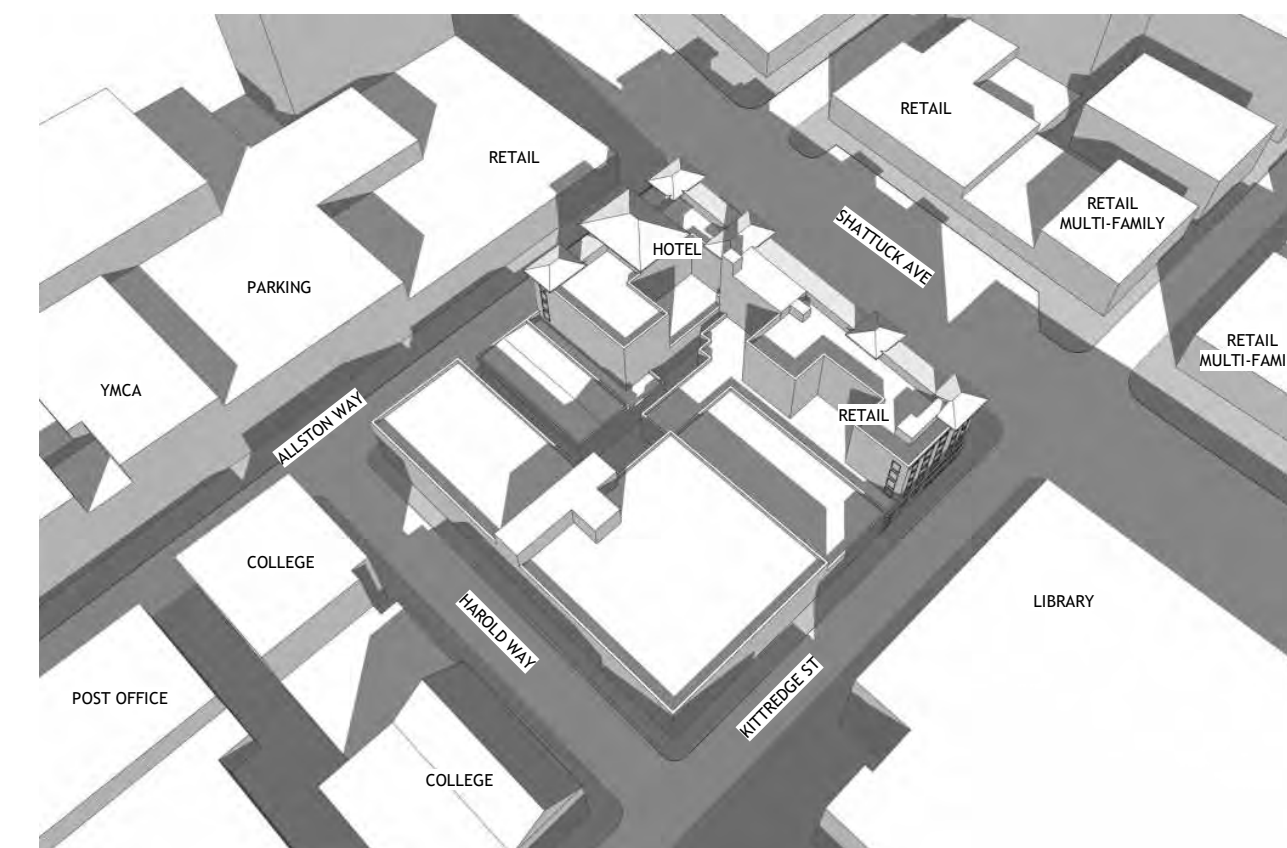 RETAIL
RETAIL
RETAIL
MULTI-FAMILY
SHATTUCK AVE
HOTEL
PARKING
RETAIL
MULTI-FAMI
YMCA
ALLSTON WAY
RETAIL
COLLEGE
LIBRARY
HAROLD WAY
KITTREDGE ST
POST OFFICE
COLLEGE